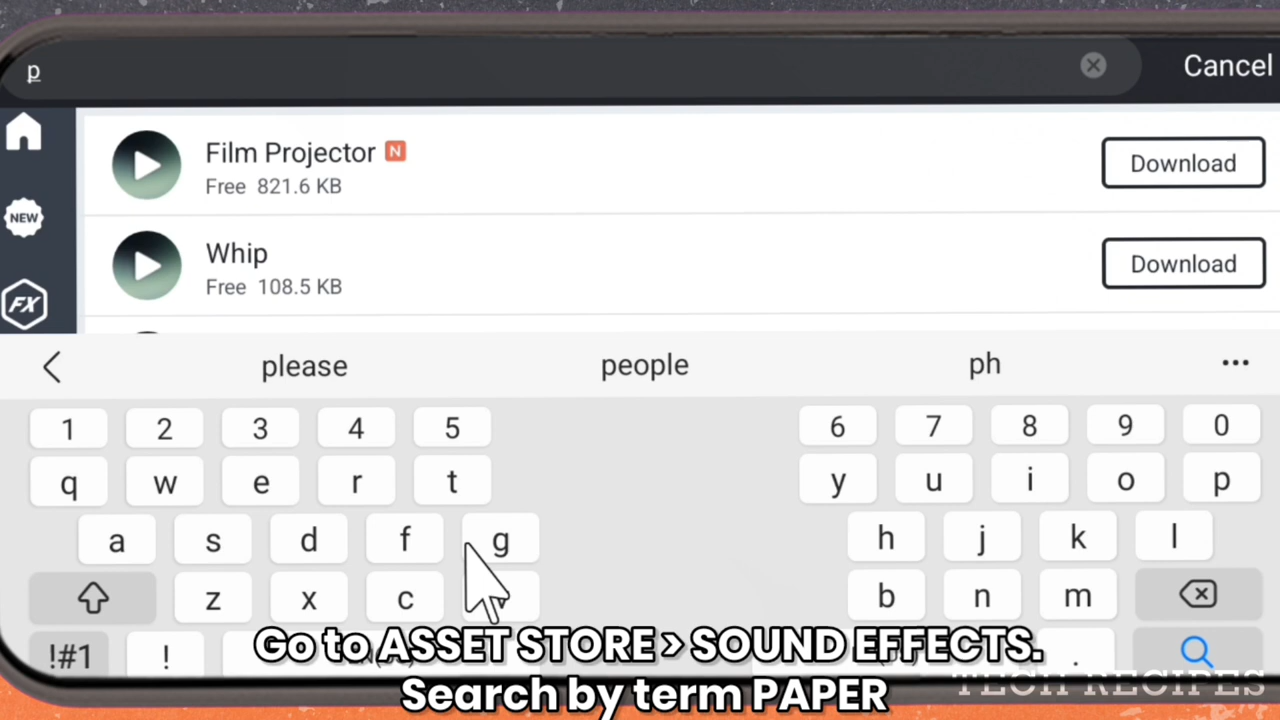 p
Cancel
Film Projector N
Free 821.6 KB
Download
NEW
Whip
Free 108.5 KB
Download
FX
please people ph
1 2 3 4 5 6 7 8 9 0
q w e r t y u i o p
a s d f g h j k l
z x c b n m
!#1 ! .
Go to ASSET STORE > SOUND EFFECTS.
Search by term PAPER
TECH RECIPES